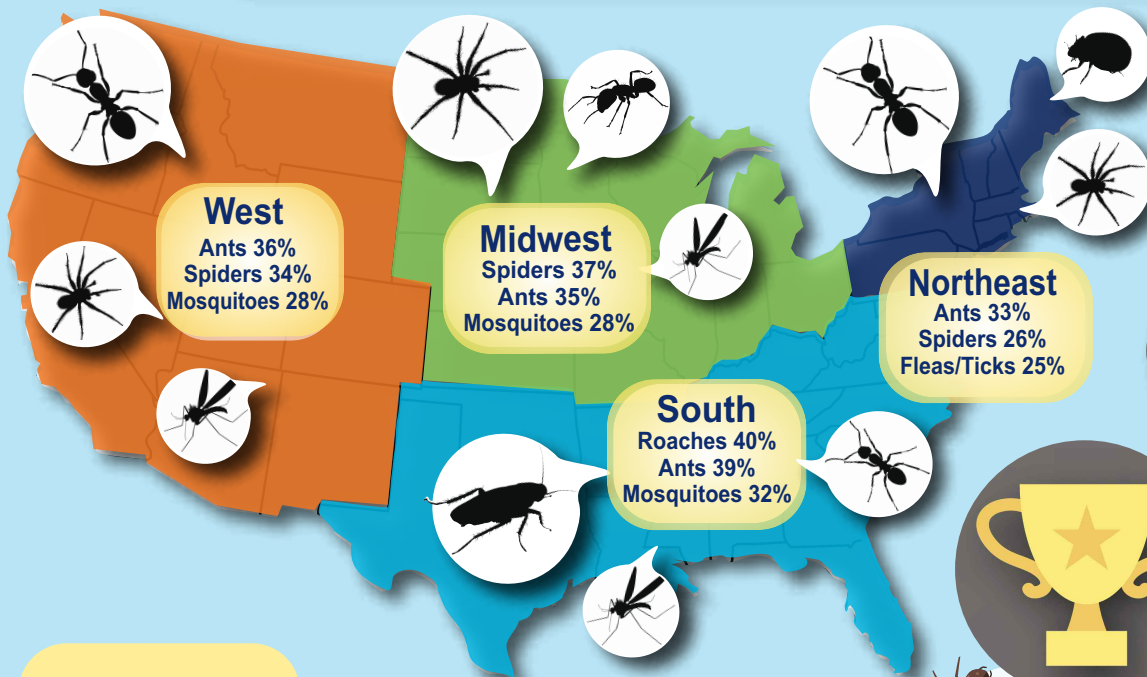 West
Ants 36%
Spiders 34%
Mosquitoes 28%
Midwest
Spiders 37%
Ants 35%
Mosquitoes 28%
Northeast
Ants 33%
Spiders 26%
Fleas/Ticks 25%
South
Roaches 40%
Ants 39%
Mosquitoes 32%